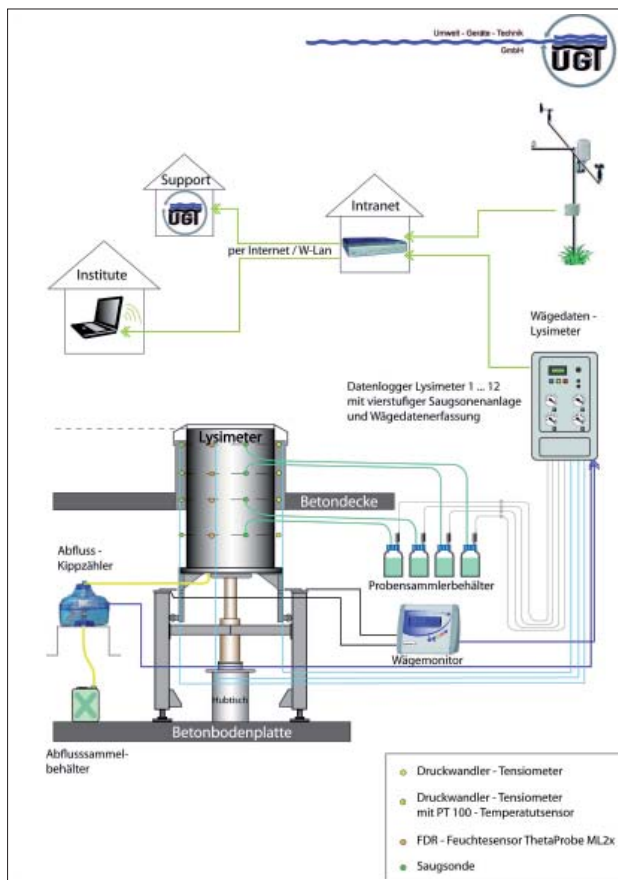 Umwelt - Geräte - Technik
GmbH
UGT
Support
UGT
Intranet
per Internet / W-Lan
Institute
Wägedaten -
Lysimeter
Datenlogger Lysimeter 1 ... 12
mit vierstufiger Saugsonenanlage
und Wägedatenerfassung
Lysimeter
Betondecke
Abfluss -
Kippzähler
Probensammlerbehälter
Wägemonitor
Hubtisch
Betonbodenplatte
Abflusssammel-
behälter
Druckwandler - Tensiometer
Druckwandler - Tensiometer
mit PT 100 - Temperatutsensor
FDR - Feuchtesensor ThetaProbe ML2x
Saugsonde